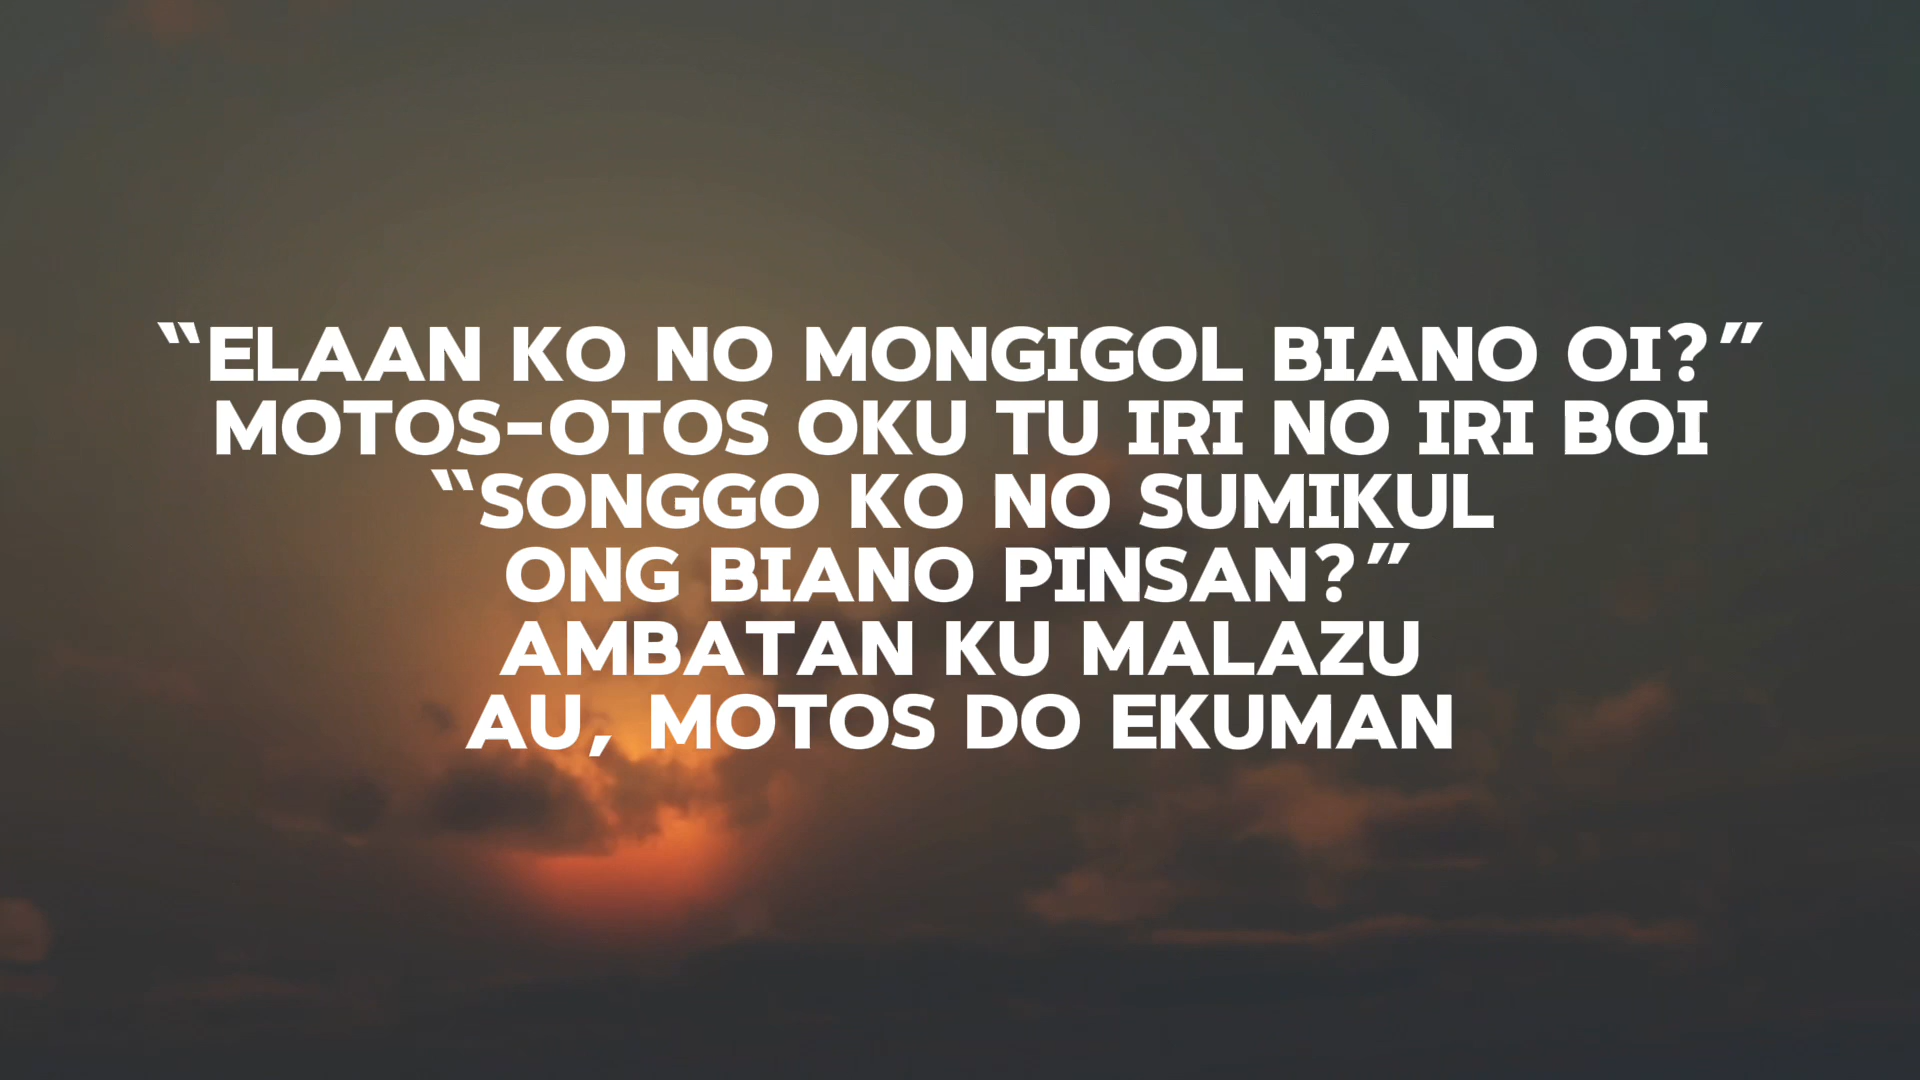 “ELAAN KO NO MONGIGOL BIANO OI?”
MOTOS-OTOS OKU TU IRI NO IRI BOI
“SONGGO KO NO SUMIKUL
ONG BIANO PINSAN?”
AMBATAN KU MALAZU
AU, MOTOS DO EKUMAN